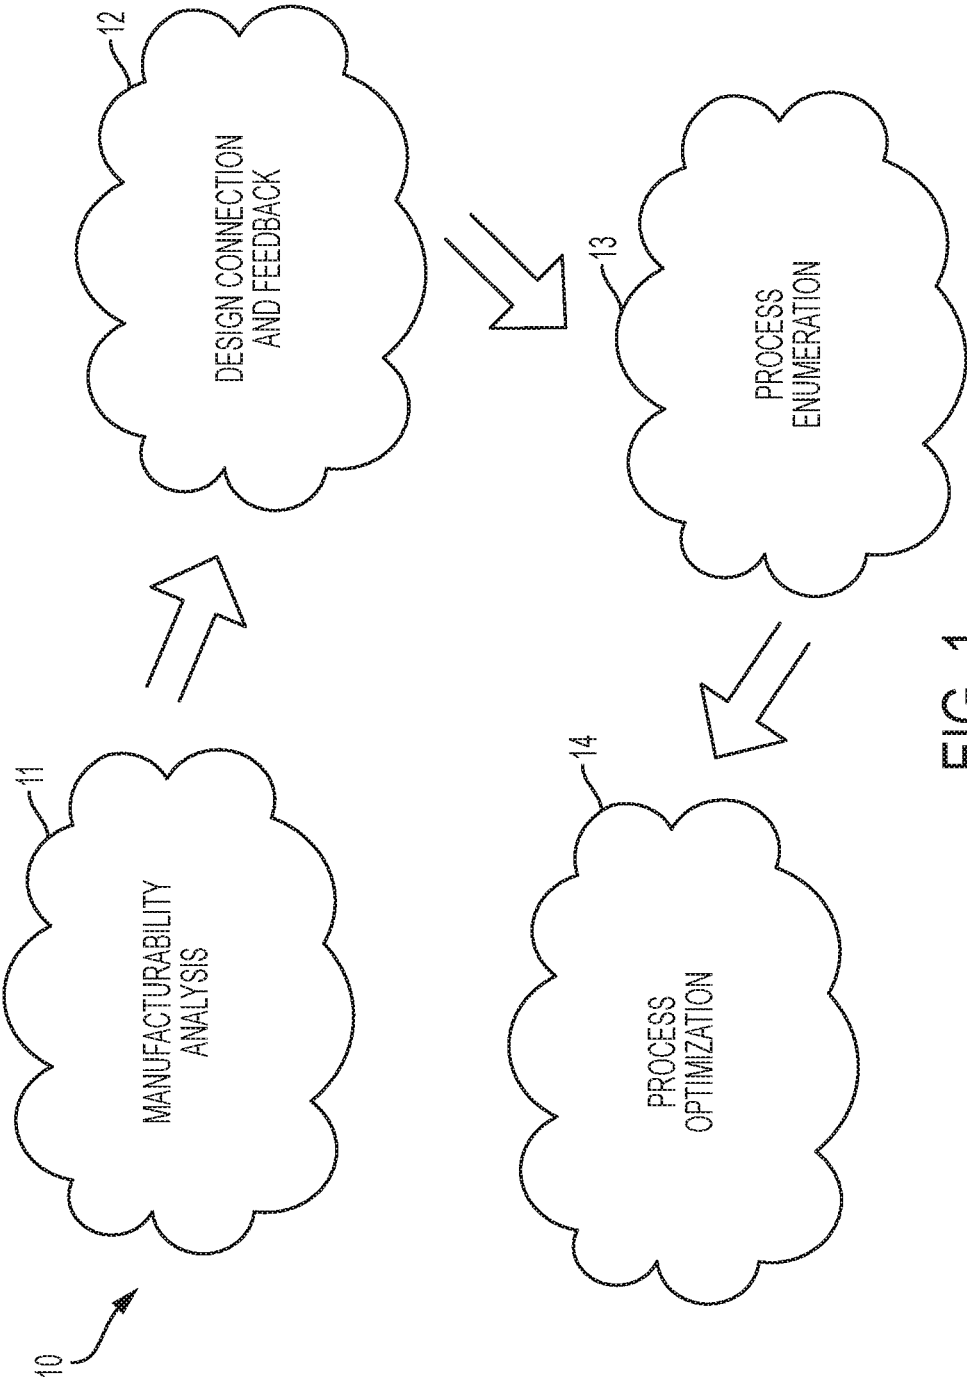 10
11
MANUFACTURABILITY
ANALYSIS
12
DESIGN CONNECTION
AND FEEDBACK
13
PROCESS
ENUMERATION
14
PROCESS
OPTIMIZATION
FIG. 1